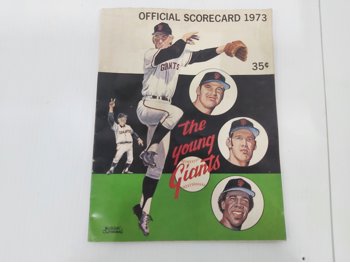 OFFICIAL SCORECARD 1973
35¢
GIANTS
the
young
Giants